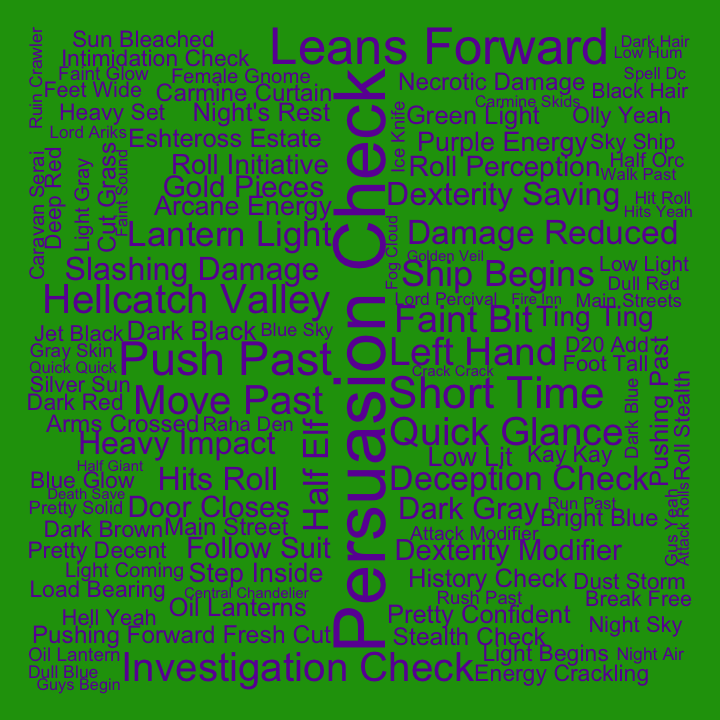 Sun Bleached
Leans Forward
Dark Hair
Low Hum
Ruin Crawler
Intimidation Check
Faint Glow
Female Gnome
Necrotic Damage
Spell Dc
Feet Wide
Carmine Curtain
Black Hair
Carmine Skids
Heavy Set
Night's Rest
Ice Knife
Green Light
Olly Yeah
Lord Ariks
Eshteross Estate
Purple Energy
Sky Ship
Caravan Serai
Deep Red
Light Gray
Cut Grass
Faint Sound
Roll Initiative
Roll Perception
Half Orc
Walk Past
Gold Pieces
Dexterity Saving
Hit Roll
Arcane Energy
Hits Yeah
Lantern Light
Persuasion Check
Fog Cloud
Damage Reduced
Golden Veil
Slashing Damage
Ship Begins
Low Light
Dull Red
Hellcatch Valley
Lord Percival
Fire Inn
Main Streets
Faint Bit
Ting Ting
Jet Black
Dark Black
Blue Sky
Gray Skin
Push Past
Left Hand
D20 Add
Foot Tall
Quick Quick
Crack Crack
Silver Sun
Dark Red
Move Past
Short Time
Dark Blue
Pushing Past
Roll Stealth
Arms Crossed
Raha Den
Half Elf
Quick Glance
Heavy Impact
Low Lit
Kay Kay
Half Giant
Blue Glow
Hits Roll
Deception Check
Death Save
Pretty Solid
Door Closes
Dark Gray
Run Past
Bright Blue
Gus Yeah
Attack Rolls
Dark Brown
Main Street
Attack Modifier
Pretty Decent
Follow Suit
Dexterity Modifier
Light Coming
Step Inside
History Check
Dust Storm
Load Bearing
Central Chandelier
Rush Past
Break Free
Hell Yeah
Oil Lanterns
Pretty Confident
Night Sky
Pushing Forward
Fresh Cut
Stealth Check
Oil Lantern
Light Begins
Night Air
Dull Blue
Investigation Check
Energy Crackling
Guys Begin